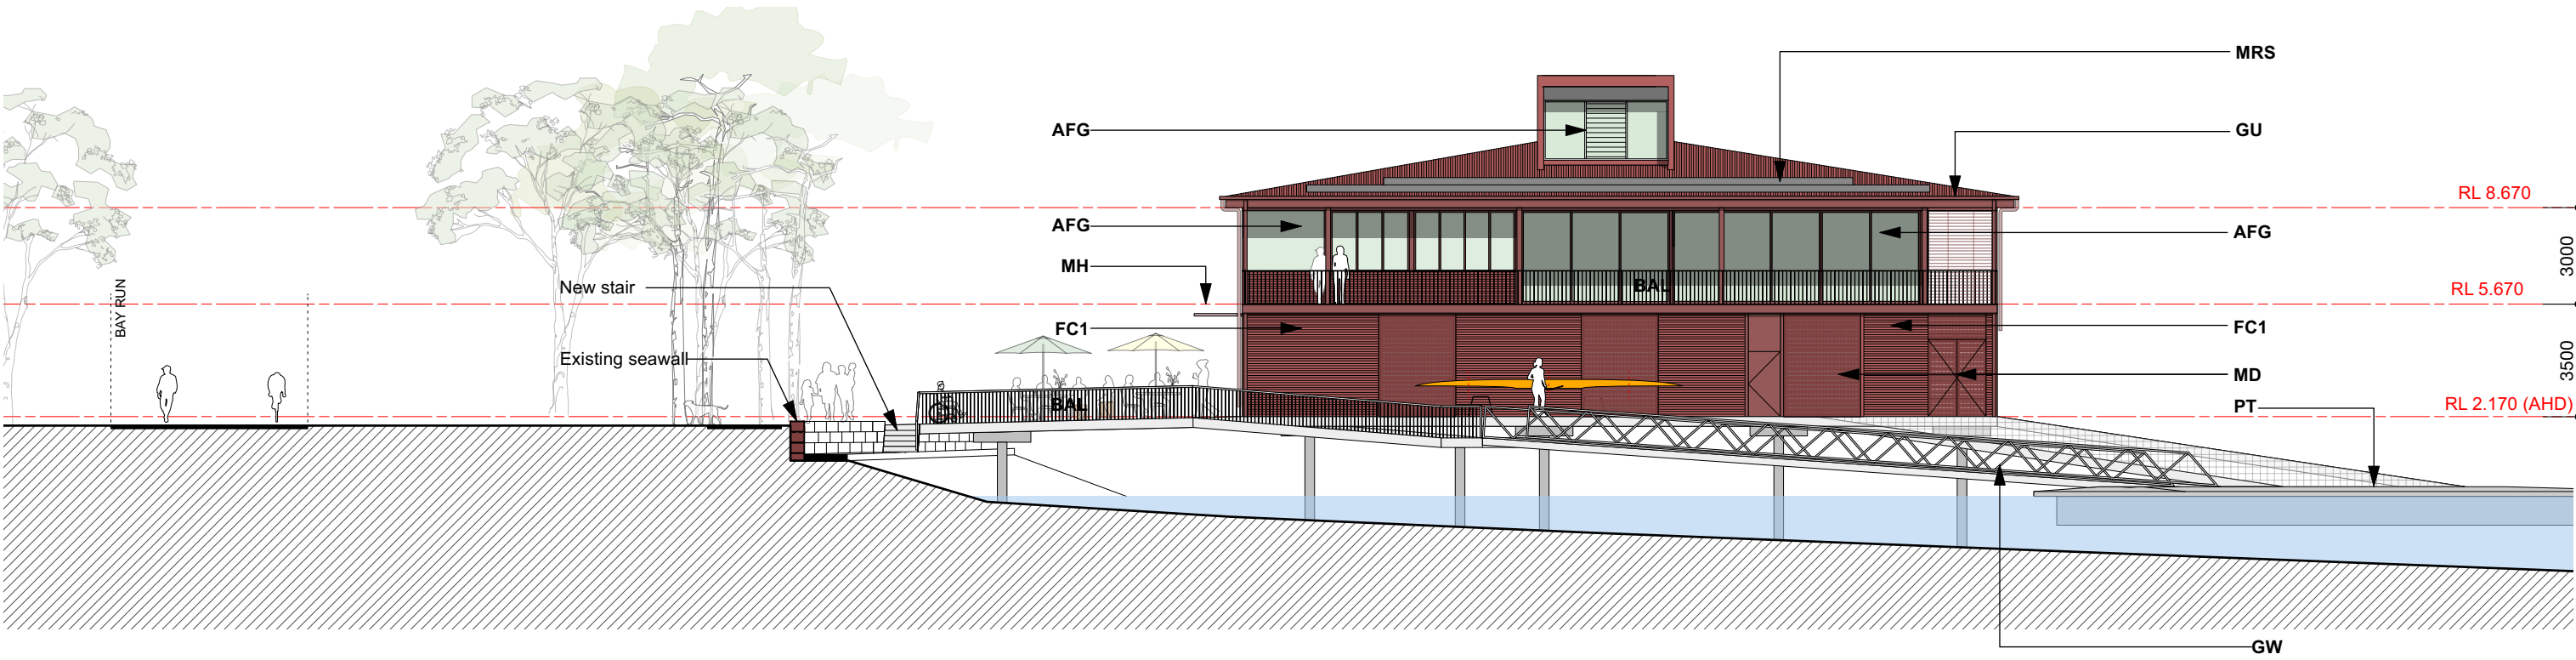 MRS
AFG
GU
RL 8.670
AFG
AFG
3000
MH
New stair
BAL
RL 5.670
BAY RUN
FC1
FC1
Existing seawall
3500
MD
BAL
PT
RL 2.170 (AHD)
GW